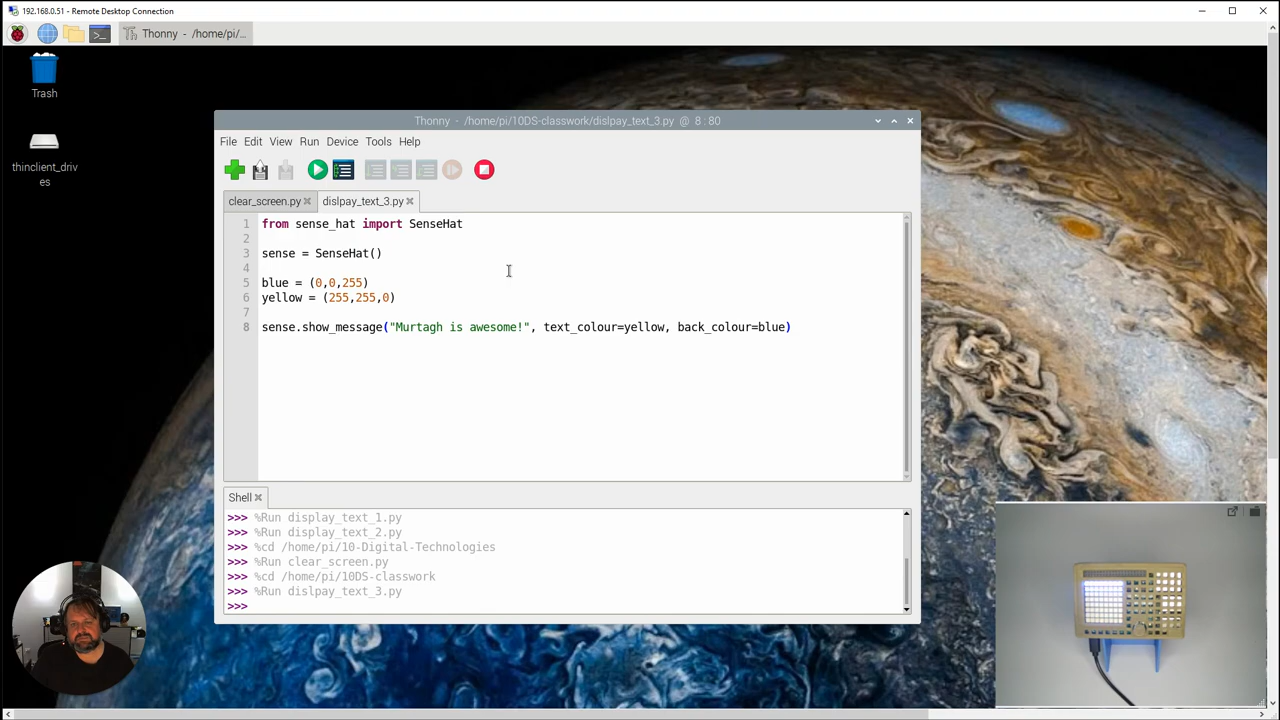 192.168.0.51 - Remote Desktop Connection
Thonny - /home/pi/...
Trash
thinclient_driv
es
Thonny - /home/pi/10DS-classwork/dislpay_text_3.py @ 8 : 80
File Edit View Run Device Tools Help
clear_screen.py
dislpay_text_3.py
1 from sense_hat import SenseHat
2
3 sense = SenseHat()
4
5 blue = (0,0,255)
6 yellow = (255,255,0)
7
8 sense.show_message("Murtagh is awesome!", text_colour=yellow, back_colour=blue)
Shell
>>> %Run display_text_1.py
>>> %Run display_text_2.py
>>> %cd /home/pi/10-Digital-Technologies
>>> %Run clear_screen.py
>>> %cd /home/pi/10DS-classwork
>>> %Run dislpay_text_3.py
>>>